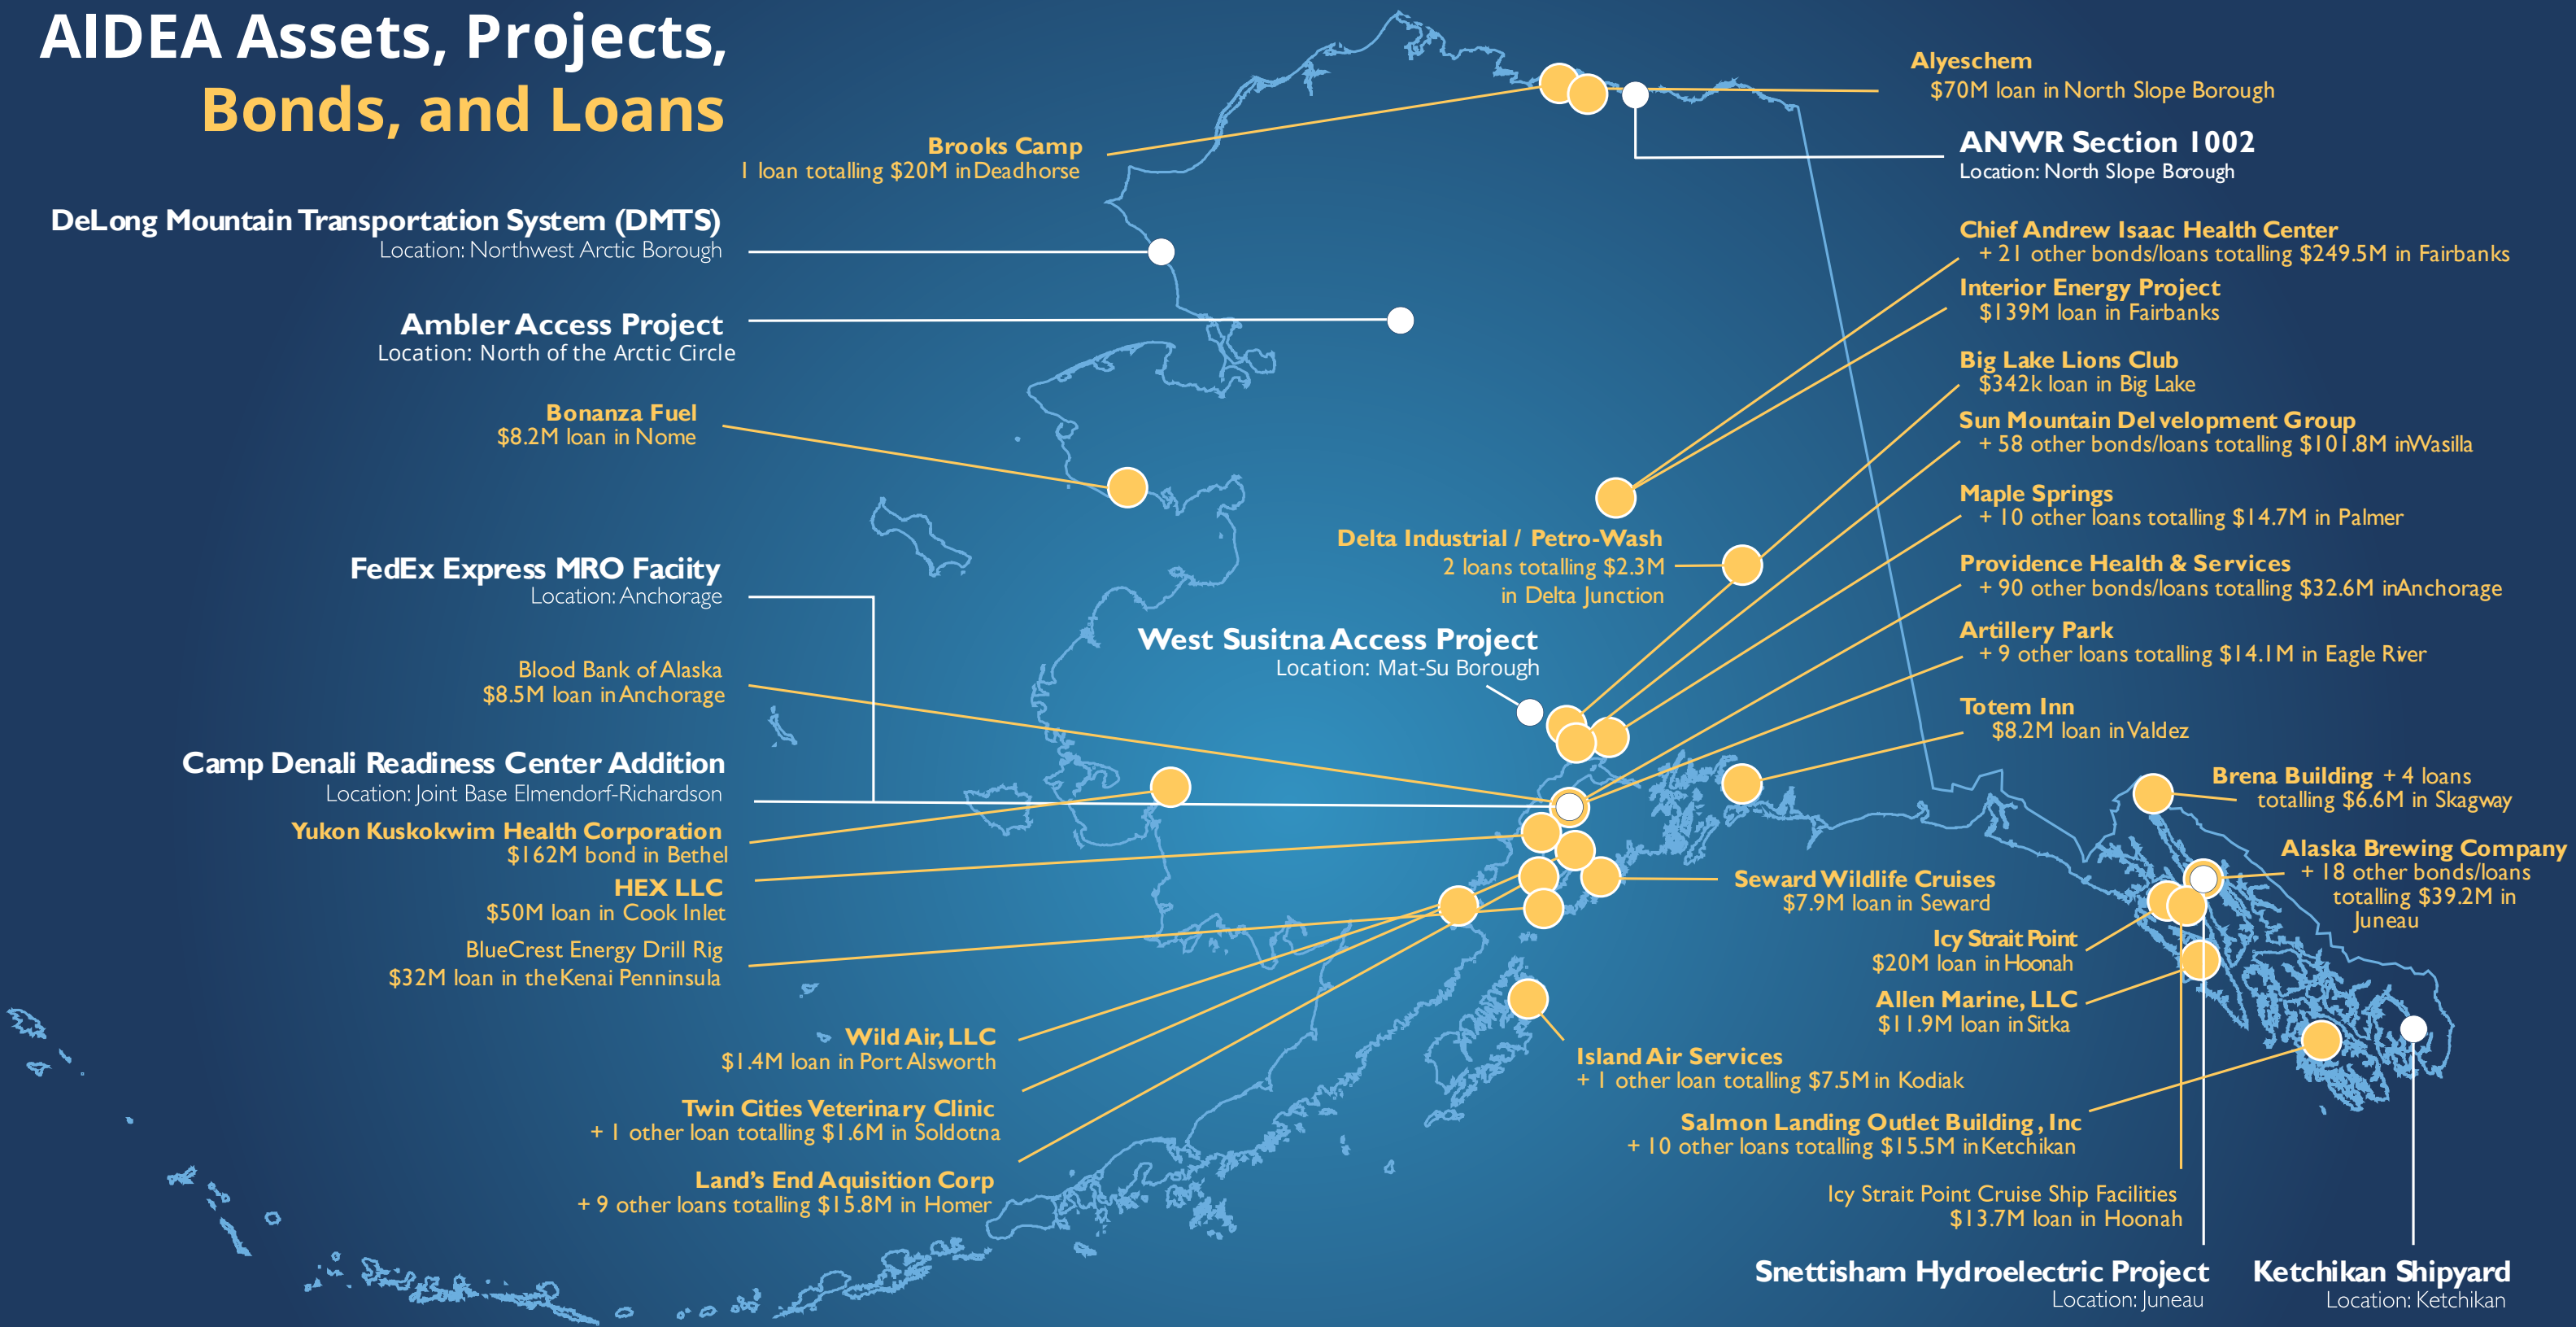 AIDEA Assets, Projects,
Bonds, and Loans
Brooks Camp
1 loan totalling $20M in Deadhorse
DeLong Mountain Transportation System (DMTS)
Location: Northwest Arctic Borough
Ambler Access Project
Location: North of the Arctic Circle
Bonanza Fuel
$8.2M loan in Nome
FedEx Express MRO Faciity
Location: Anchorage
Blood Bank of Alaska
$8.5M loan in Anchorage
Camp Denali Readiness Center Addition
Location: Joint Base Elmendorf-Richardson
Yukon Kuskokwim Health Corporation
$162M bond in Bethel
HEX LLC
$50M loan in Cook Inlet
BlueCrest Energy Drill Rig
$32M loan in the Kenai Penninsula
Wild Air, LLC
$1.4M loan in Port Alsworth
Twin Cities Veterinary Clinic
+ 1 other loan totalling $1.6M in Soldotna
Land's End Aquisition Corp
+ 9 other loans totalling $15.8M in Homer
Delta Industrial / Petro-Wash
2 loans totalling $2.3M
in Delta Junction
West Susitna Access Project
Location: Mat-Su Borough
Alyeschem
$70M loan in North Slope Borough
ANWR Section 1002
Location: North Slope Borough
Chief Andrew Isaac Health Center
+ 21 other bonds/loans totalling $249.5M in Fairbanks
Interior Energy Project
$139M loan in Fairbanks
Big Lake Lions Club
$342k loan in Big Lake
Sun Mountain Delvelopment Group
+ 58 other bonds/loans totalling $101.8M in Wasilla
Maple Springs
+ 10 other loans totalling $14.7M in Palmer
Providence Health & Services
+ 90 other bonds/loans totalling $32.6M in Anchorage
Artillery Park
+ 9 other loans totalling $14.1M in Eagle River
Totem Inn
$8.2M loan in Valdez
Brena Building + 4 loans
totalling $6.6M in Skagway
Alaska Brewing Company
+ 18 other bonds/loans
totalling $39.2M in
Juneau
Seward Wildlife Cruises
$7.9M loan in Seward
Icy Strait Point
$20M loan in Hoonah
Allen Marine, LLC
$11.9M loan in Sitka
Island Air Services
+ 1 other loan totalling $7.5M in Kodiak
Salmon Landing Outlet Building, Inc
+ 10 other loans totalling $15.5M in Ketchikan
Icy Strait Point Cruise Ship Facilities
$13.7M loan in Hoonah
Snettisham Hydroelectric Project
Location: Juneau
Ketchikan Shipyard
Location: Ketchikan